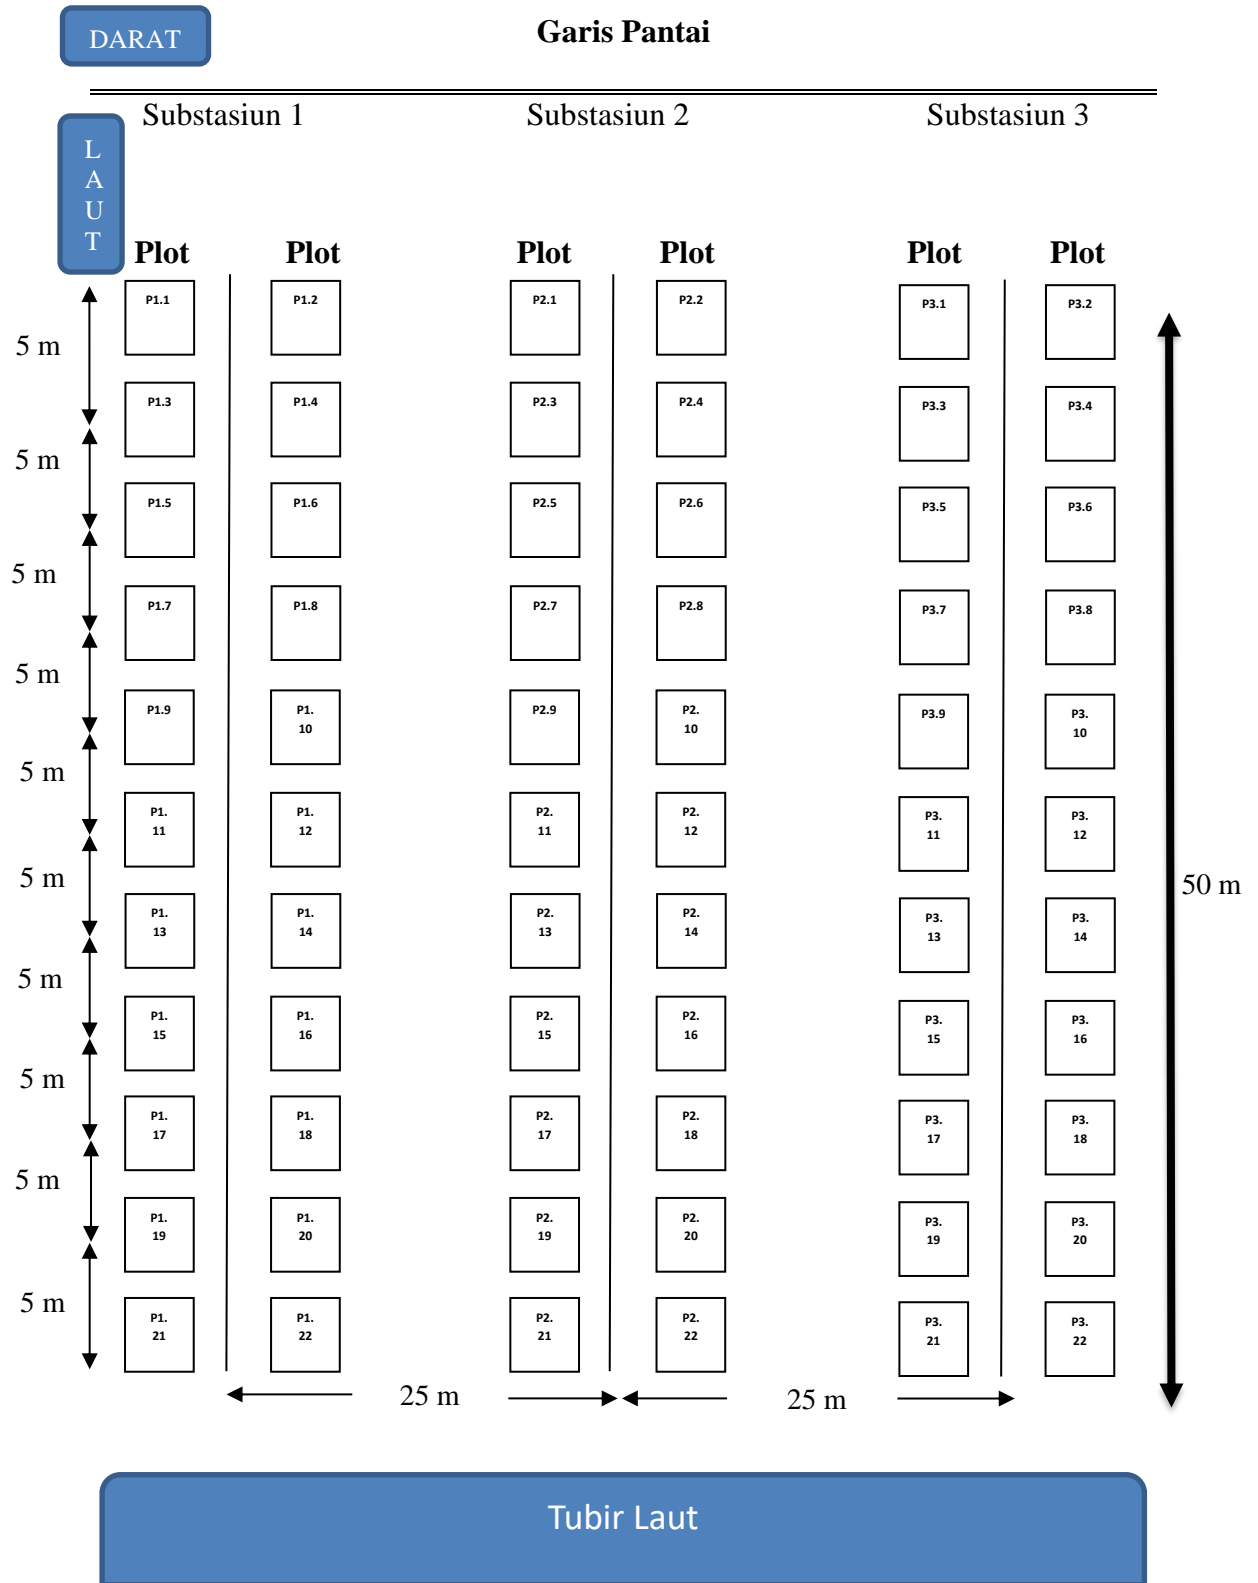 DARAT
Garis Pantai
Substasiun 1 Substasiun 2 Substasiun 3
L
A
U
T
Plot Plot Plot Plot Plot Plot
P1.1 P1.2 P2.1 P2.2 P3.1 P3.2
5 m
P1.3 P1.4 P2.3 P2.4 P3.3 P3.4
5 m
P1.5 P1.6 P2.5 P2.6 P3.5 P3.6
5 m
P1.7 P1.8 P2.7 P2.8 P3.7 P3.8
5 m
P1.9 P1. P2.9 P2. P3.9 P3.
10 10 10
5 m
P1. P1. P2. P2. P3. P3.
11 12 11 12 11 12
5 m
50 m
P1. P1. P2. P2. P3. P3.
13 14 13 14 13 14
5 m
P1. P1. P2. P2. P3. P3.
15 16 15 16 15 16
5 m
P1. P1. P2. P2. P3. P3.
17 18 17 18 17 18
5 m
P1. P1. P2. P2. P3. P3.
19 20 19 20 19 20
5 m
P1. P1. P2. P2. P3. P3.
21 22 21 22 21 22
25 m 25 m
Tubir Laut